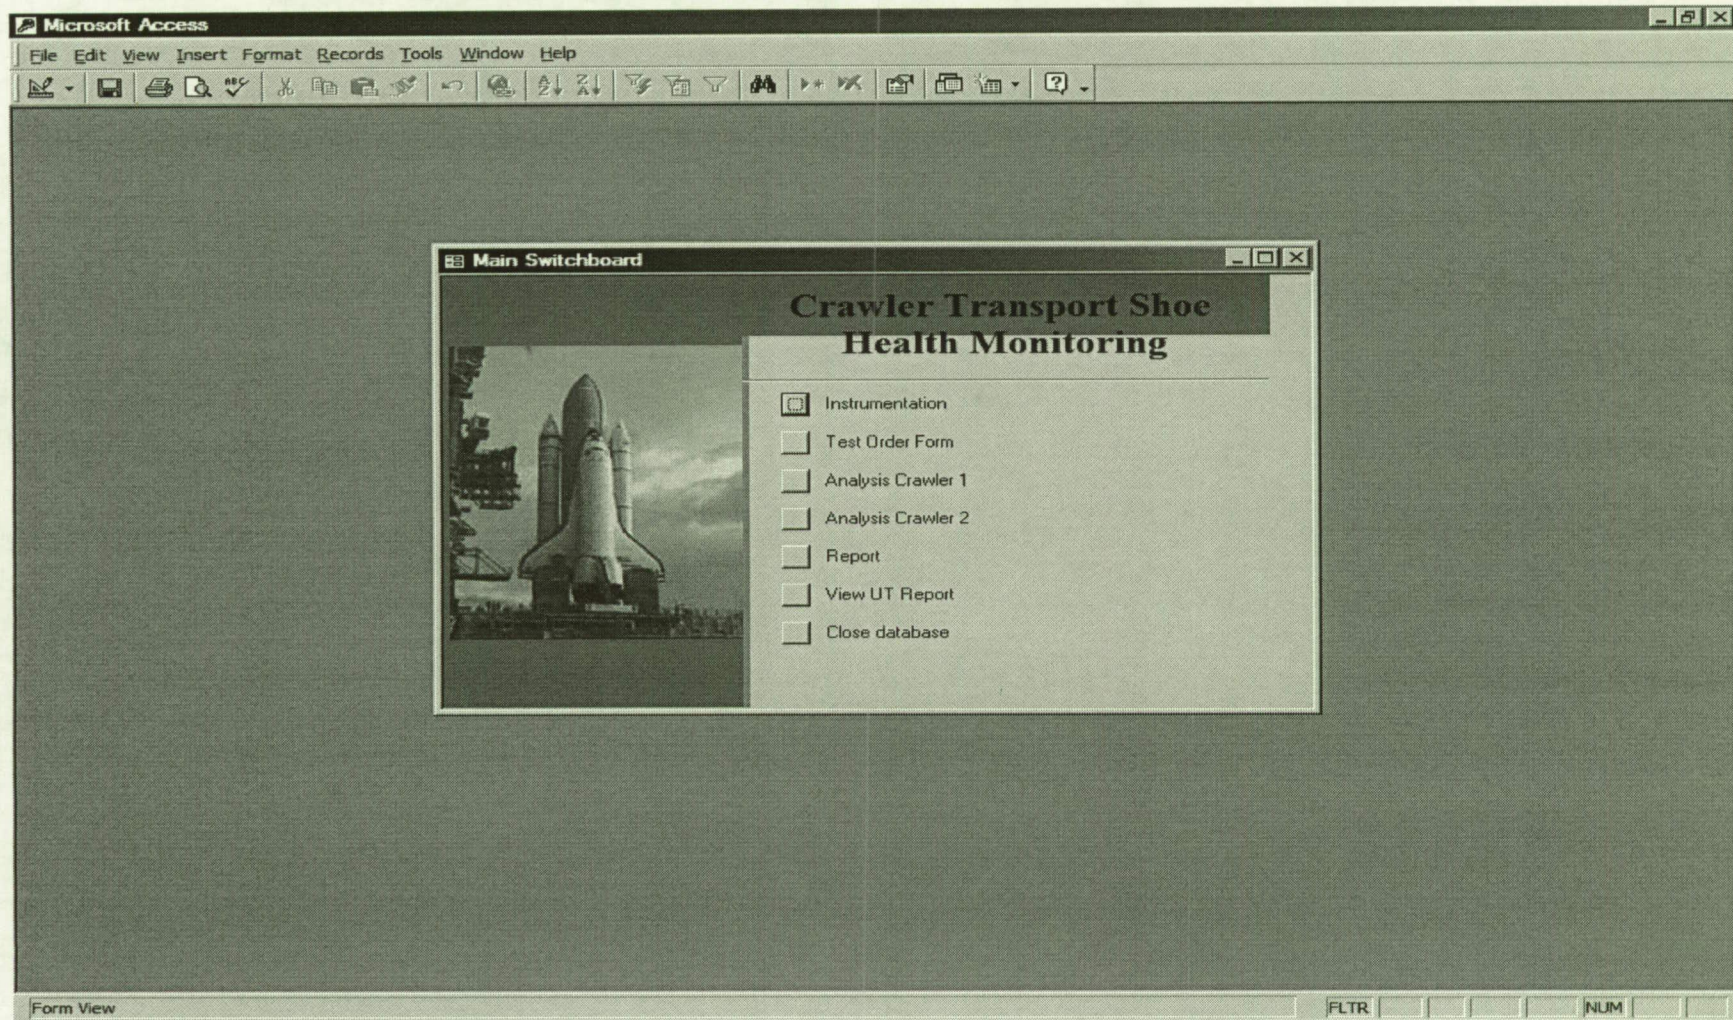 Microsoft Access
File Edit View Insert Format Records Tools Window Help
Main Switchboard
Crawler Transport Shoe
Health Monitoring
Instrumentation
Test Order Form
Analysis Crawler 1
Analysis Crawler 2
Report
View UT Report
Close database
Form View FLTR NUM